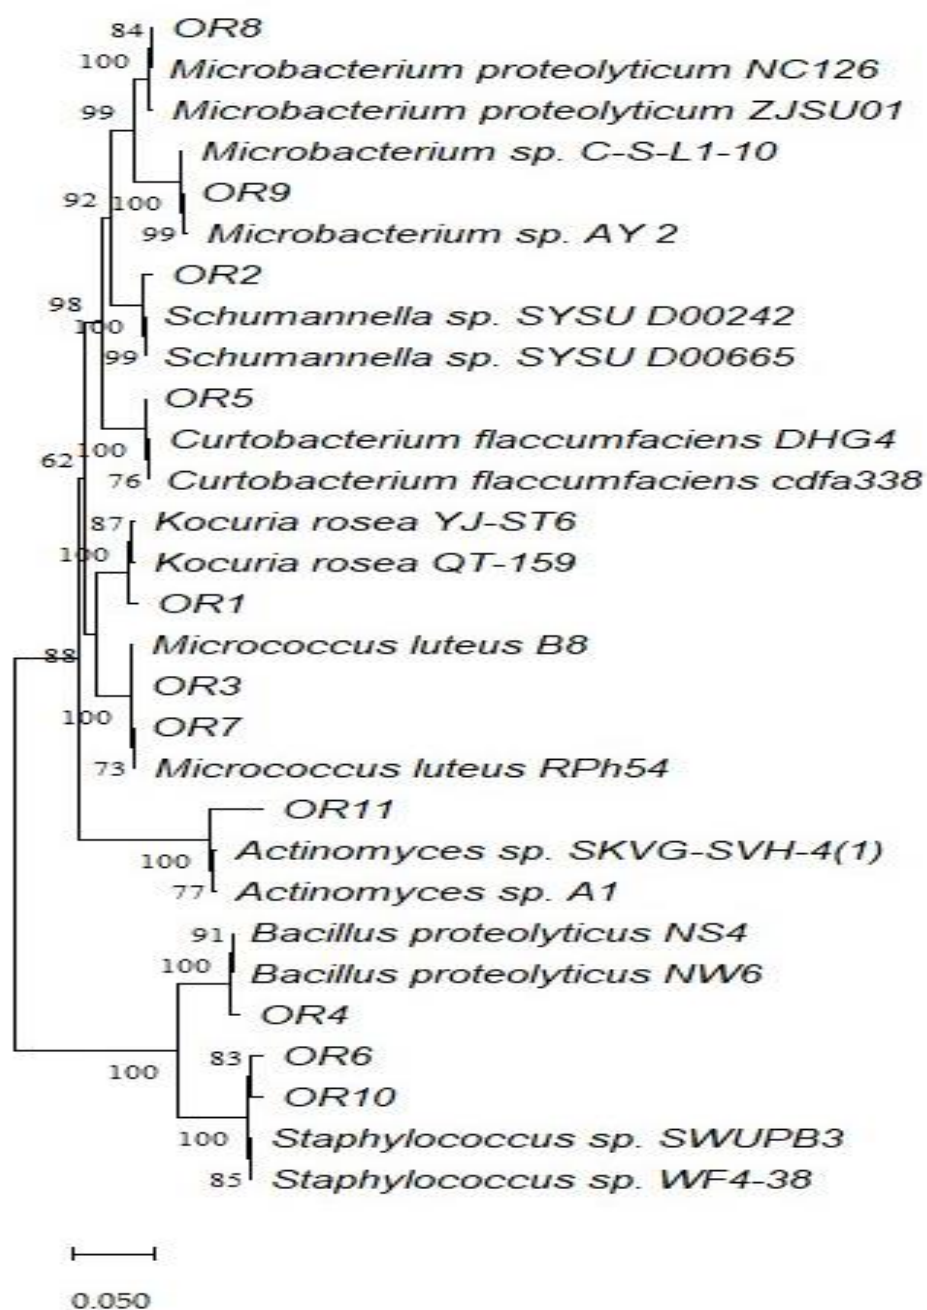 84 OR8
100
Microbacterium proteolyticum NC126
99 Microbacterium proteolyticum ZJSU01
Microbacterium sp. C-S-L1-10
92 100 OR9
99 Microbacterium sp. AY 2
OR2
98
100 Schumannella sp. SYSU D00242
99 Schumannella sp. SYSU D00665
OR5
62 100 Curtobacterium flaccumfaciens DHG4
76 Curtobacterium flaccumfaciens cdfa338
87 Kocuria rosea YJ-ST6
100 Kocuria rosea QT-159
OR1
88 Micrococcus luteus B8
OR3
100 OR7
73 Micrococcus luteus RPh54
OR11
100 Actinomyces sp. SKVG-SVH-4(1)
77 Actinomyces sp. A1
91 Bacillus proteolyticus NS4
100 Bacillus proteolyticus NW6
OR4
83 OR6
100
OR10
100 Staphylococcus sp. SWUPB3
85 Staphylococcus sp. WF4-38
0.050